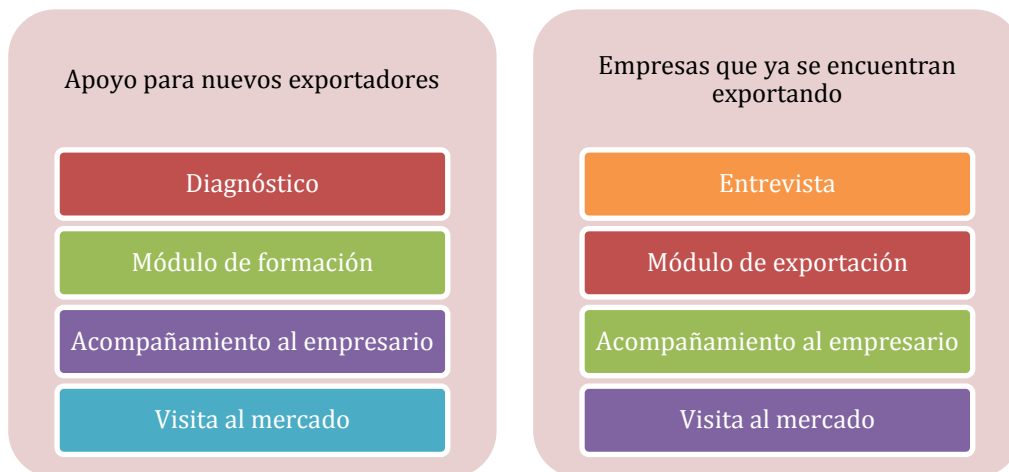 Apoyo para nuevos exportadores
Diagnóstico
Módulo de formación
Acompañamiento al empresario
Visita al mercado
Empresas que ya se encuentran
exportando
Entrevista
Módulo de exportación
Acompañamiento al empresario
Visita al mercado